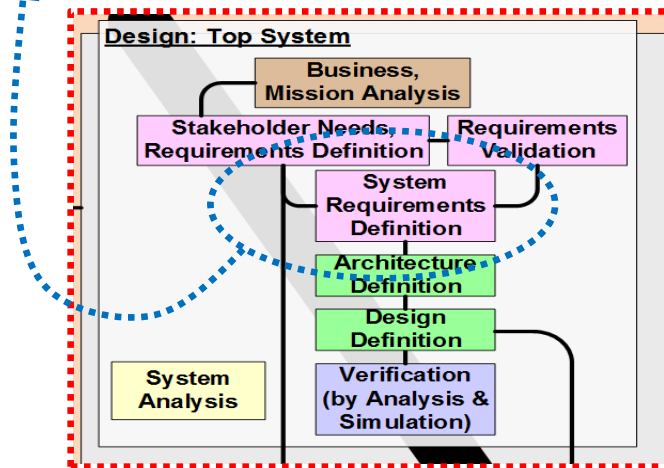 Design: Top System
Business,
Mission Analysis
Stakeholder Needs,
Requirements Definition
Requirements
Validation
System
Requirements
Definition
Architecture
Definition
Design
Definition
System
Analysis
Verification
(by Analysis &
Simulation)